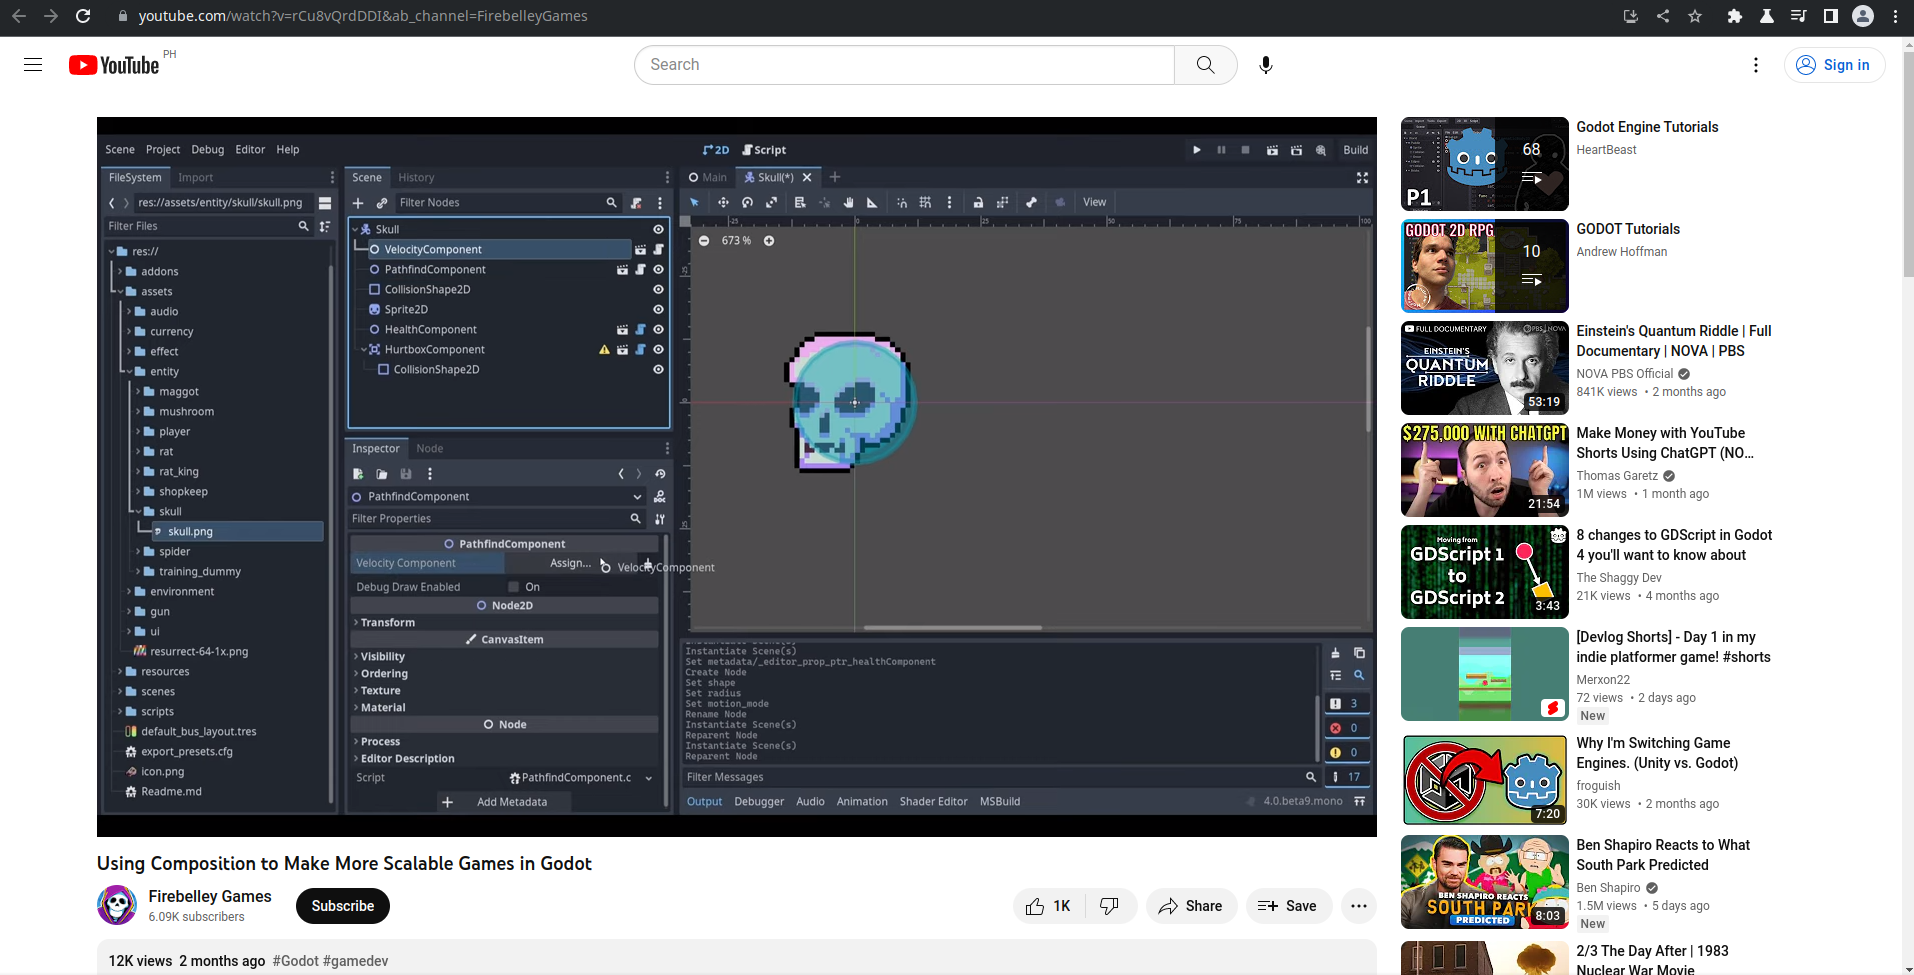 youtube.com/watch?v=rCu8vQrdDDI&ab_channel=FirebelleyGames
YouTube PH
Search
Sign in
Scene Project Debug Editor Help
2D Script
Build
FileSystem Import
res://assets/entity/skull/skull.png
Filter Files
res://
addons
assets
audio
currency
effect
entity
maggot
mushroom
player
rat
rat_king
shopkeep
skull
skull.png
spider
training_dummy
environment
gun
ui
resurrect-64-1x.png
resources
scenes
scripts
default_bus_layout.tres
export_presets.cfg
icon.png
Readme.md
Scene History
Filter Nodes
Skull
VelocityComponent
PathfindComponent
CollisionShape2D
Sprite2D
HealthComponent
HurtboxComponent
CollisionShape2D
Inspector Node
PathfindComponent
Filter Properties
PathfindComponent
Velocity Component Assign... VelocityComponent
Debug Draw Enabled On
Node2D
Transform
CanvasItem
Visibility
Ordering
Texture
Material
Node
Process
Editor Description
Script PathfindComponent.c
Add Metadata
Main Skull(*)
View
-25 0 25 50 75 100
673 %
Instantiate Scene(s)
Set metadata/_editor_prop_ptr_healthComponent
Create Node
Set shape
Set radius
Set motion_mode
Rename Node
Instantiate Scene(s)
Reparent Node
Instantiate Scene(s)
Reparent Node
3
0
0
17
Filter Messages
Output Debugger Audio Animation Shader Editor MSBuild
4.0.beta9.mono
Using Composition to Make More Scalable Games in Godot
Firebelley Games
6.09K subscribers
Subscribe
1K
Share
Save
12K views 2 months ago #Godot #gamedev
P1
68
Godot Engine Tutorials
HeartBeast
GODOT 2D RPG
10
GODOT Tutorials
Andrew Hoffman
FULL DOCUMENTARY
PBS NOVA
EINSTEIN'S
QUANTUM
RIDDLE
53:19
Einstein's Quantum Riddle | Full
Documentary | NOVA | PBS
NOVA PBS Official
841K views • 2 months ago
$275,000 WITH CHATGPT
21:54
Make Money with YouTube
Shorts Using ChatGPT (NO...
Thomas Garetz
1M views • 1 month ago
Moving from
GDScript 1
to
GDScript 2
3:43
8 changes to GDScript in Godot
4 you'll want to know about
The Shaggy Dev
21K views • 4 months ago
[Devlog Shorts] - Day 1 in my
indie platformer game! #shorts
Merxon22
72 views • 2 days ago
New
7:20
Why I'm Switching Game
Engines. (Unity vs. Godot)
froguish
30K views • 2 months ago
BEN SHAPIRO REACTS
SOUTH PARK
PREDICTED
8:03
Ben Shapiro Reacts to What
South Park Predicted
Ben Shapiro
1.5M views • 5 days ago
New
2/3 The Day After | 1983
Nuclear War Movie